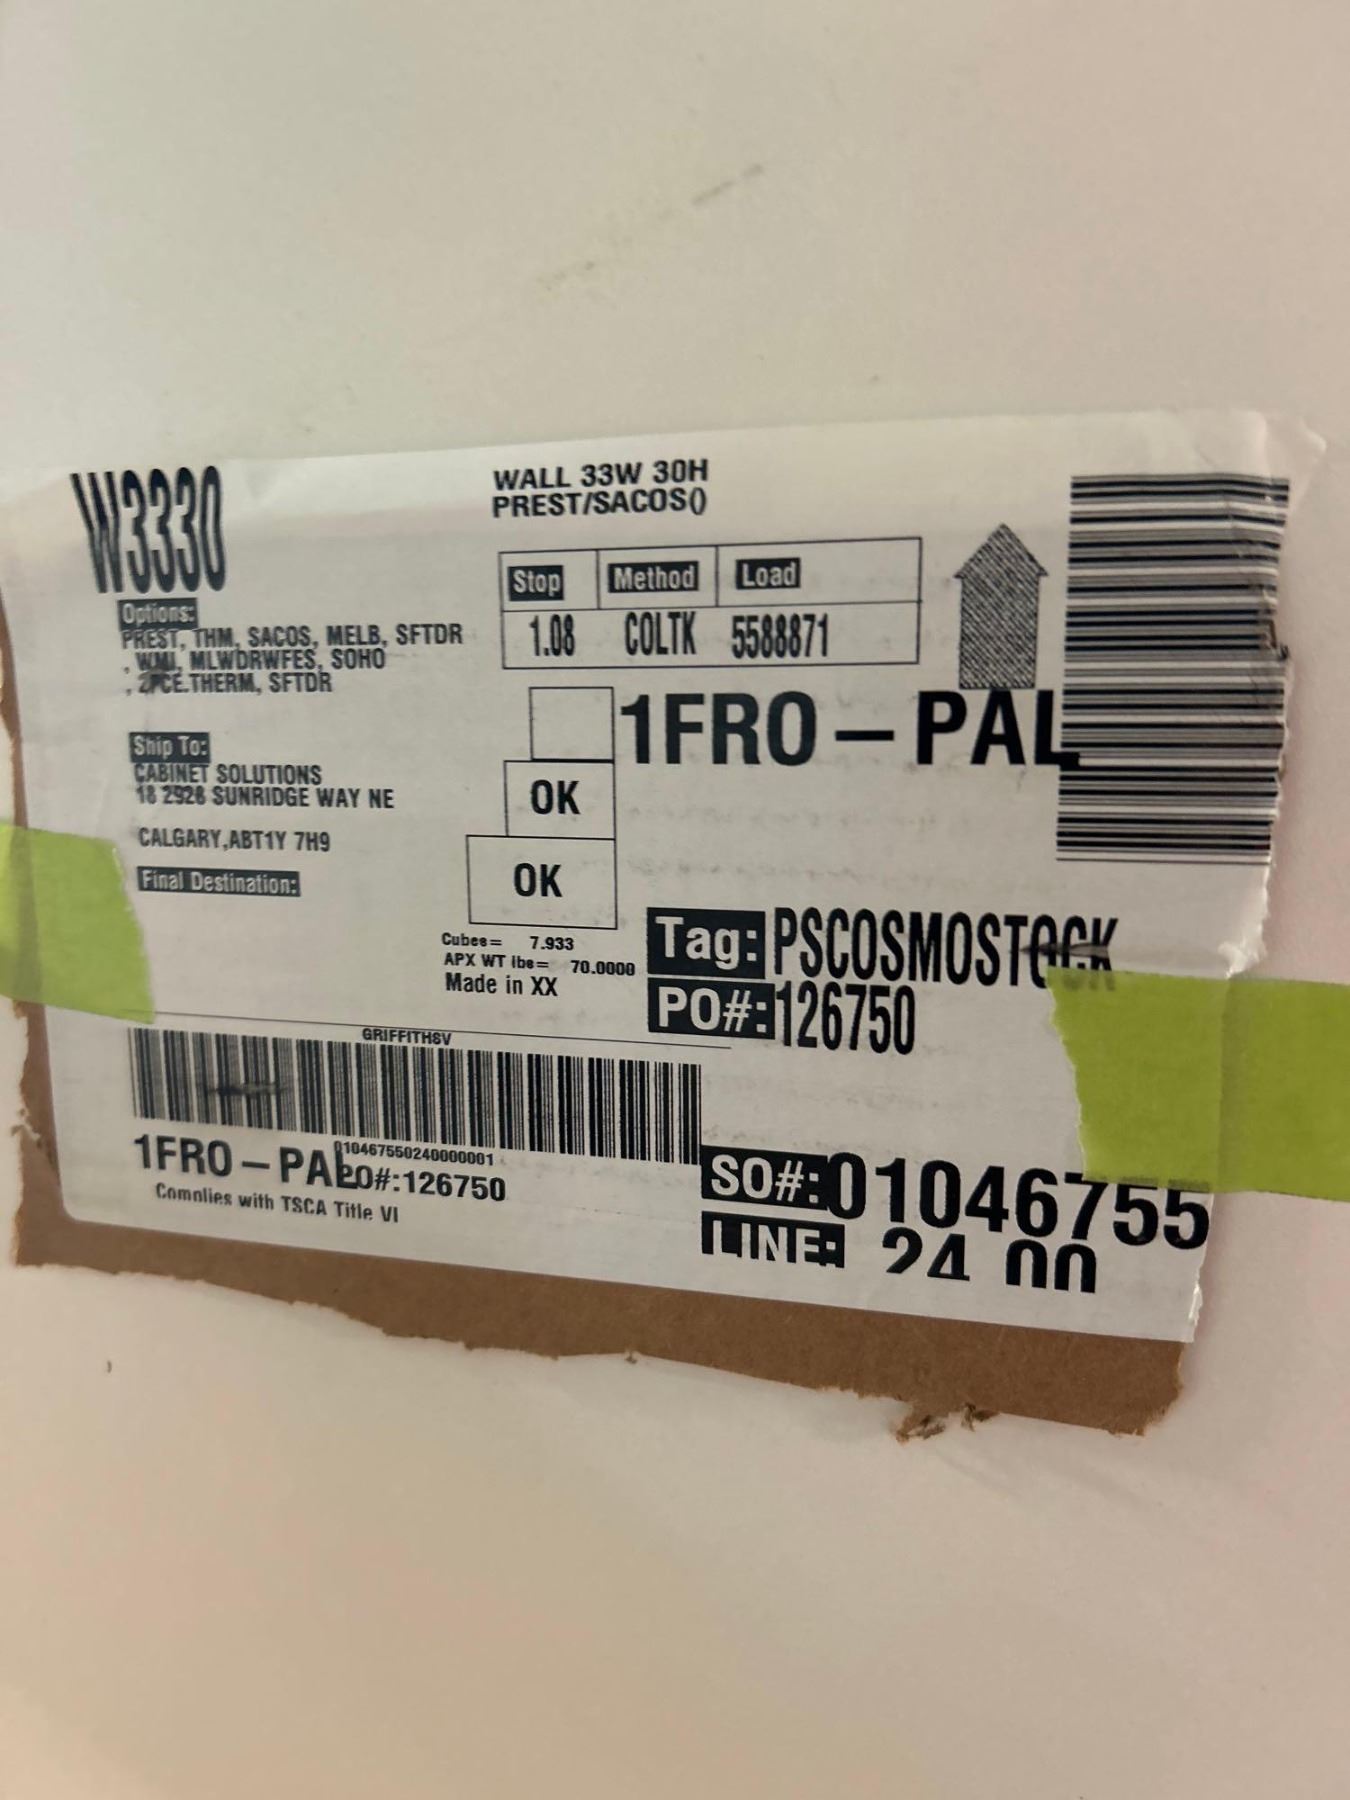 W3330
WALL 33W 30H
PREST/SACOS()
Options:
PREST, THM, SACOS, MELB, SFTDR
, WMI, MLWDRWFES, SOHO
, 2PCE.THERM, SFTDR
Stop Method Load
1.08 COLTK 5588871
1FRO - PAL
Ship To:
CABINET SOLUTIONS
18 2928 SUNRIDGE WAY NE
CALGARY,ABT1Y 7H9
Final Destination:
OK
OK
Cubes= 7.933
APX WT lbs= 70.0000
Made in XX
Tag: PSCOSMOSTOCK
PO#: 126750
GRIFFITHSV
010467550240000001
1FRO - PAL
PO#:126750
Complies with TSCA Title VI
SO#: 01046755
LINE: 24 00